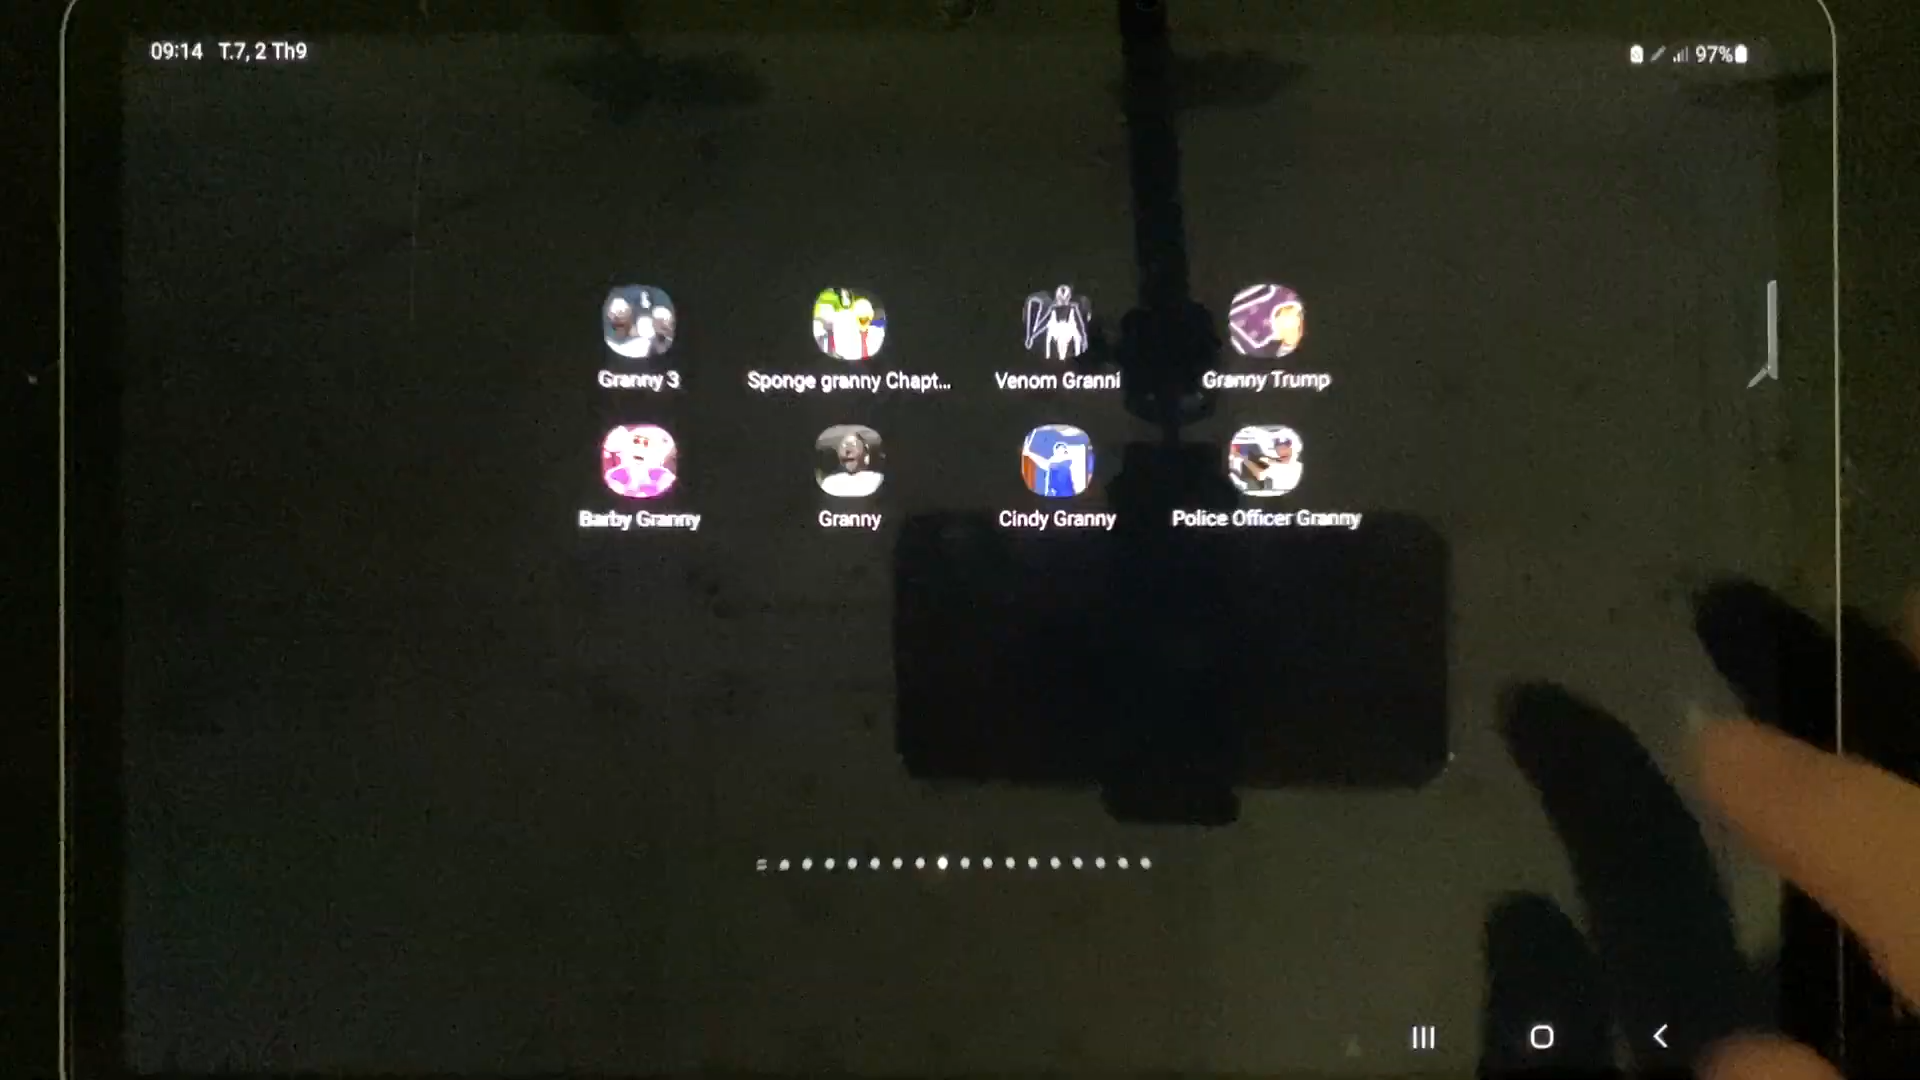 09:14 T.7, 2 Th9
97%
Granny 3
Sponge granny Chapt...
Venom Granni
Granny Trump
Barby Granny
Granny
Cindy Granny
Police Officer Granny